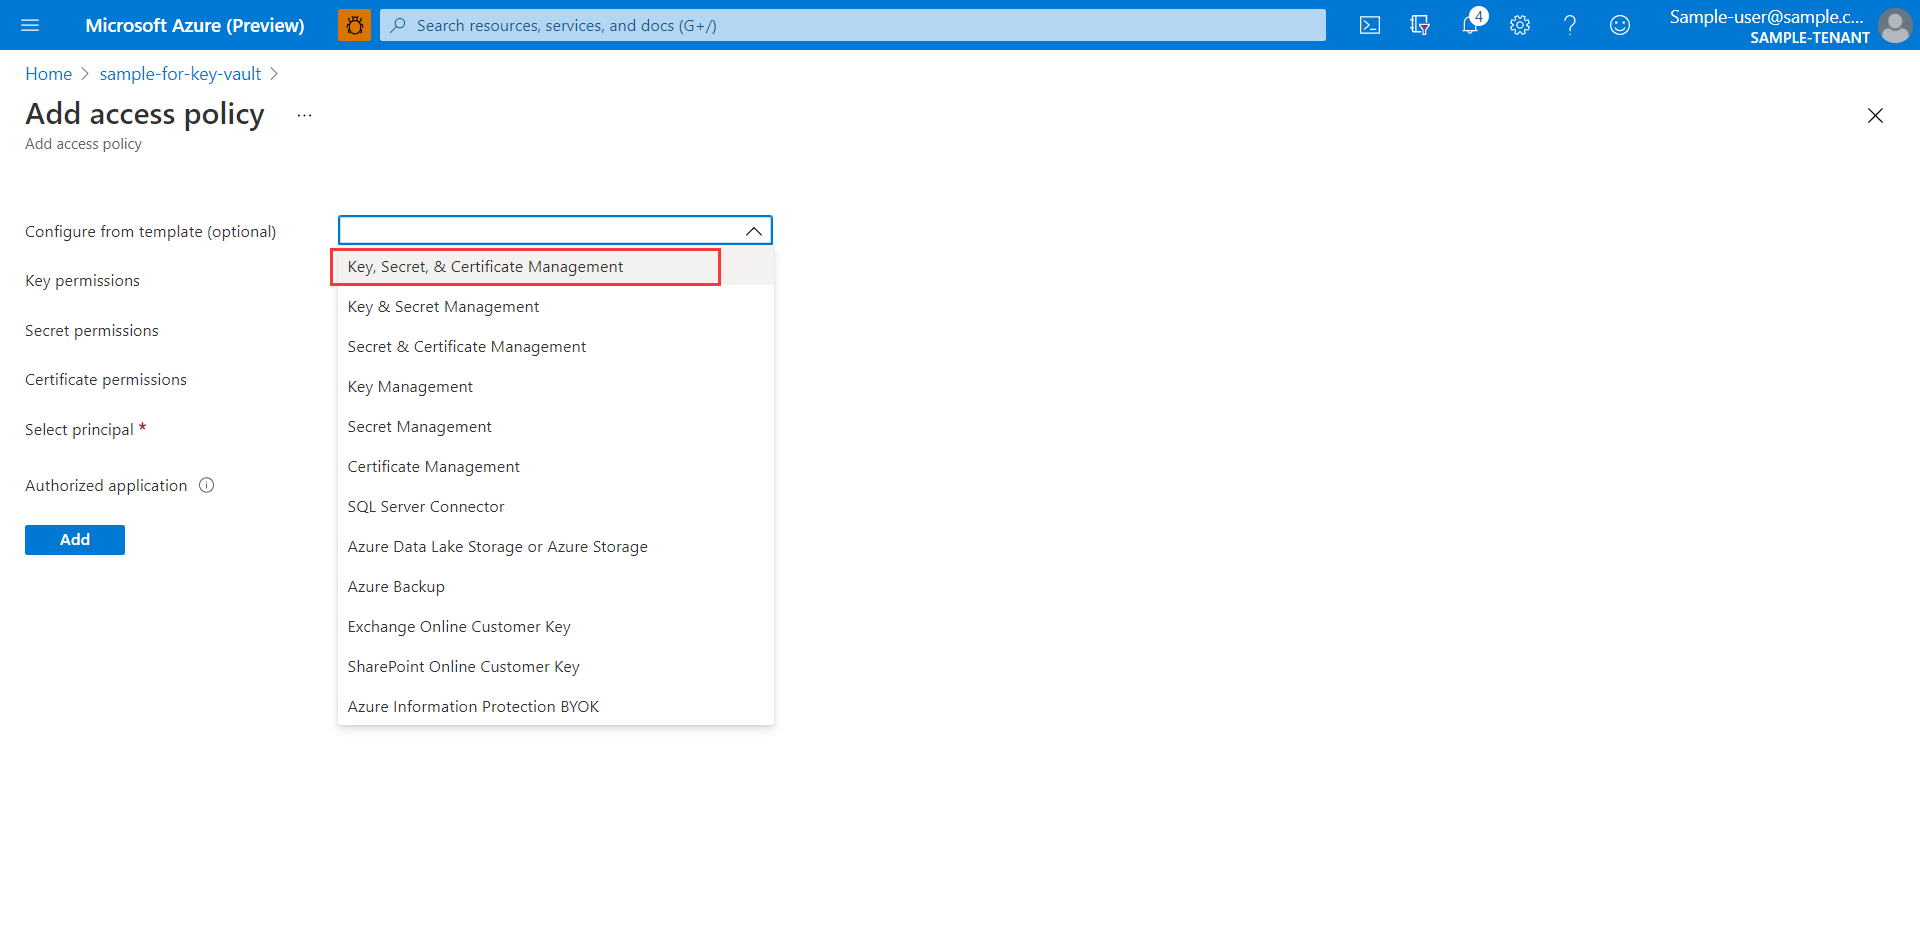 Microsoft Azure (Preview)
Search resources, services, and docs (G+/)
4
Sample-user@sample.c...
SAMPLE-TENANT
Home > sample-for-key-vault >
Add access policy ...
Add access policy
Configure from template (optional)
Key, Secret, & Certificate Management
Key permissions
Key & Secret Management
Secret permissions
Secret & Certificate Management
Certificate permissions
Key Management
Select principal *
Secret Management
Certificate Management
Authorized application
SQL Server Connector
Add
Azure Data Lake Storage or Azure Storage
Azure Backup
Exchange Online Customer Key
SharePoint Online Customer Key
Azure Information Protection BYOK